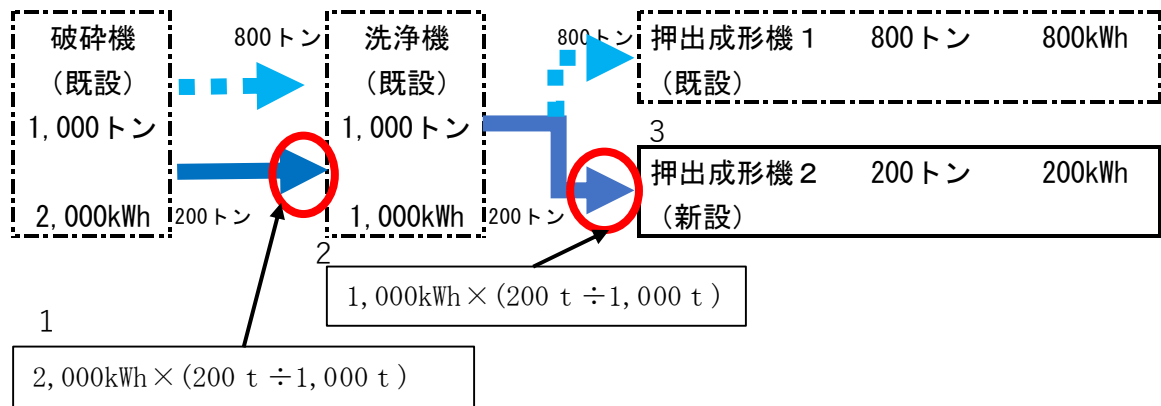 破砕機
(既設)
1,000トン
2,000kWh
800トン
200トン
洗浄機
(既設)
1,000トン
1,000kWh
800トン
200トン
押出成形機1 800トン 800kWh
(既設)
3
押出成形機2 200トン 200kWh
(新設)
2
1,000kWh×(200 t ÷1,000 t )
1
2,000kWh×(200 t ÷1,000 t )